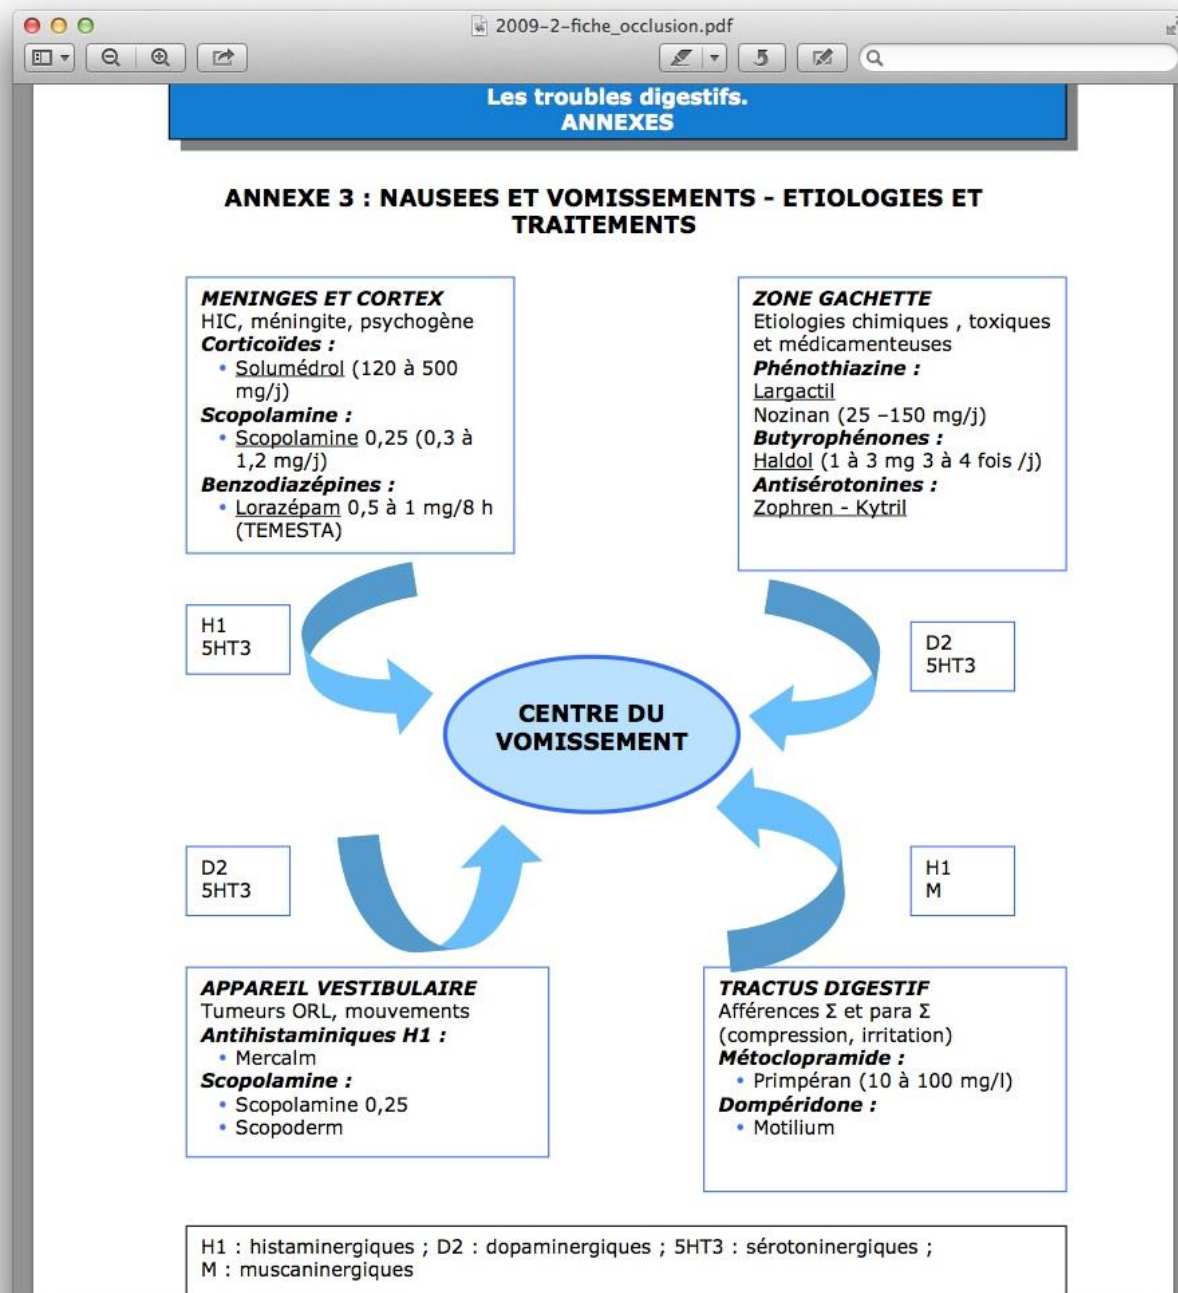 2009-2-fiche_occlusion.pdf
Les troubles digestifs.
ANNEXES
ANNEXE 3 : NAUSEES ET VOMISSEMENTS - ETIOLOGIES ET
TRAITEMENTS
MENINGES ET CORTEX
HIC, méningite, psychogène
Corticoïdes :
• Solumédrol (120 à 500
mg/j)
Scopolamine :
• Scopolamine 0,25 (0,3 à
1,2 mg/j)
Benzodiazépines :
• Lorazépam 0,5 à 1 mg/8 h
(TEMESTA)
ZONE GACHETTE
Etiologies chimiques , toxiques
et médicamenteuses
Phénothiazine :
Largactil
Nozinan (25 –150 mg/j)
Butyrophénones :
Haldol (1 à 3 mg 3 à 4 fois /j)
Antisérotonines :
Zophren - Kytril
H1
5HT3
D2
5HT3
CENTRE DU
VOMISSEMENT
D2
5HT3
H1
M
APPAREIL VESTIBULAIRE
Tumeurs ORL, mouvements
Antihistaminiques H1 :
• Mercalm
Scopolamine :
• Scopolamine 0,25
• Scopoderm
TRACTUS DIGESTIF
Afférences Σ et para Σ
(compression, irritation)
Métoclopramide :
• Primpéran (10 à 100 mg/l)
Dompéridone :
• Motilium
H1 : histaminergiques ; D2 : dopaminergiques ; 5HT3 : sérotoninergiques ;
M : muscaninergiques